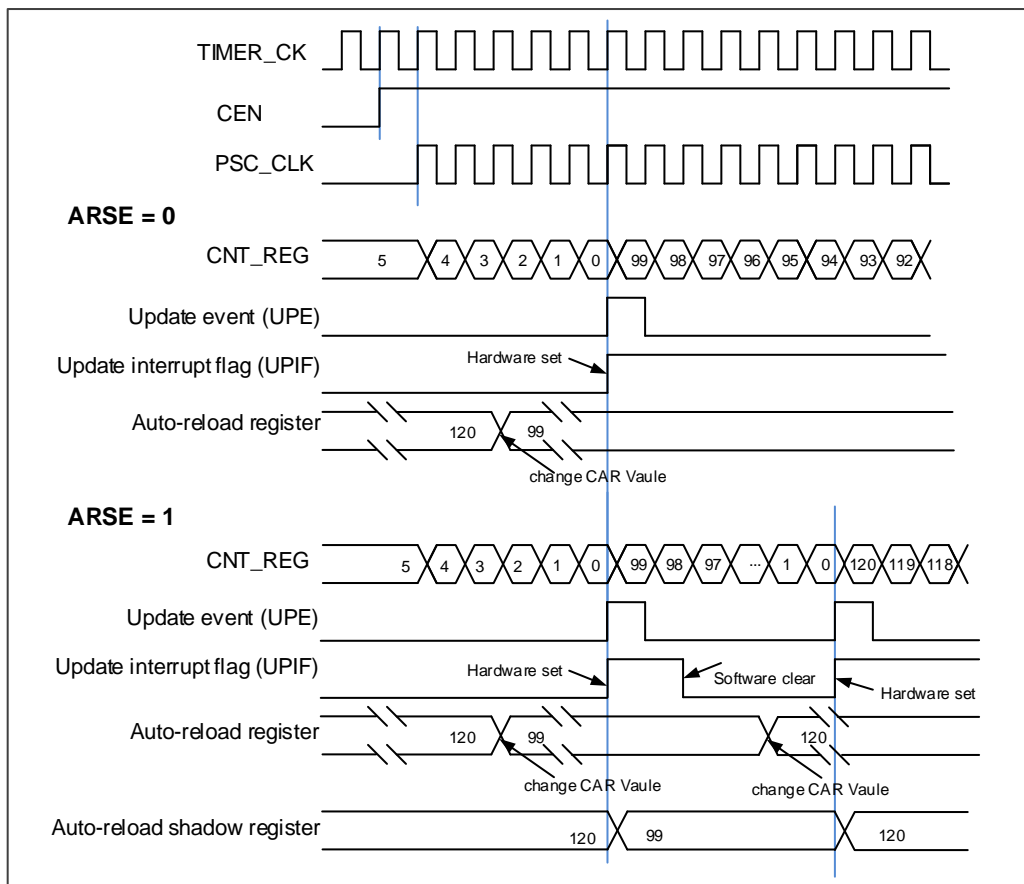 TIMER_CK
CEN
PSC_CLK
ARSE = 0
CNT_REG 5 4 3 2 1 0 99 98 97 96 95 94 93 92
Update event (UPE)
Update interrupt flag (UPIF) Hardware set
Auto-reload register 120 99
change CAR Vaule
ARSE = 1
CNT_REG 5 4 3 2 1 0 99 98 97 ... 1 0 120 119 118
Update event (UPE)
Update interrupt flag (UPIF) Hardware set Software clear Hardware set
Auto-reload register 120 99 120
change CAR Vaule change CAR Vaule
Auto-reload shadow register 120 99 120